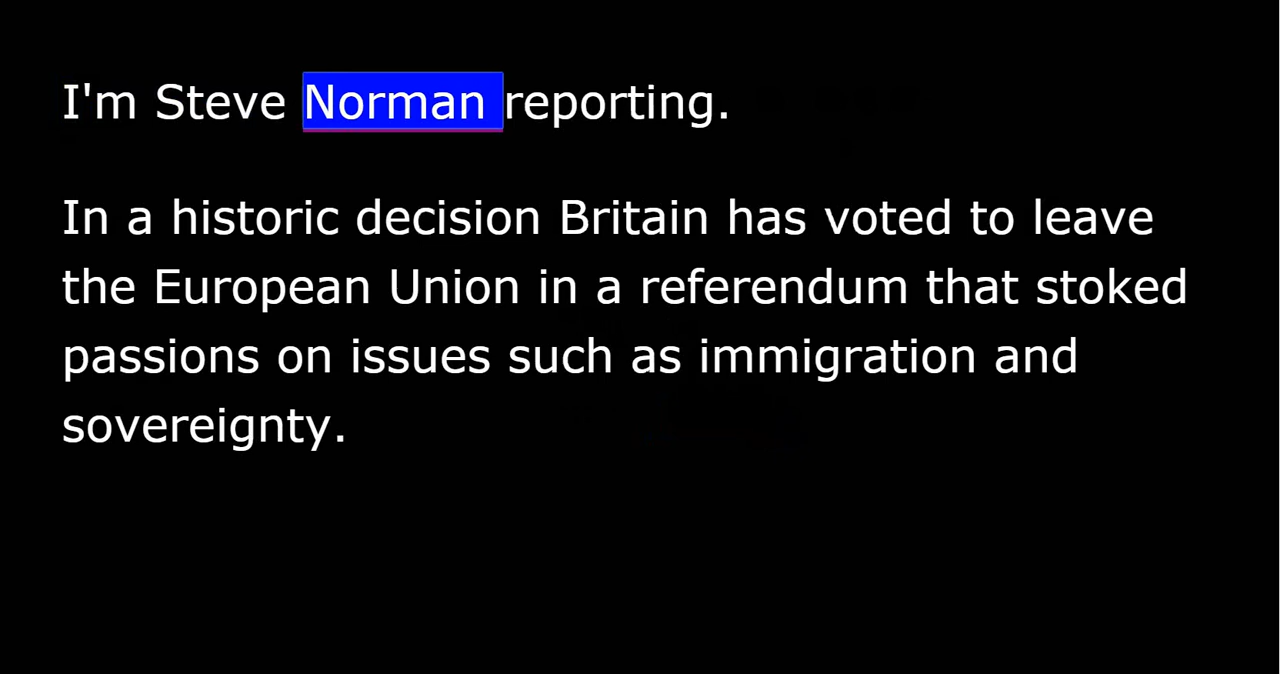 I'm Steve Norman reporting.
In a historic decision Britain has voted to leave
the European Union in a referendum that stoked
passions on issues such as immigration and
sovereignty.